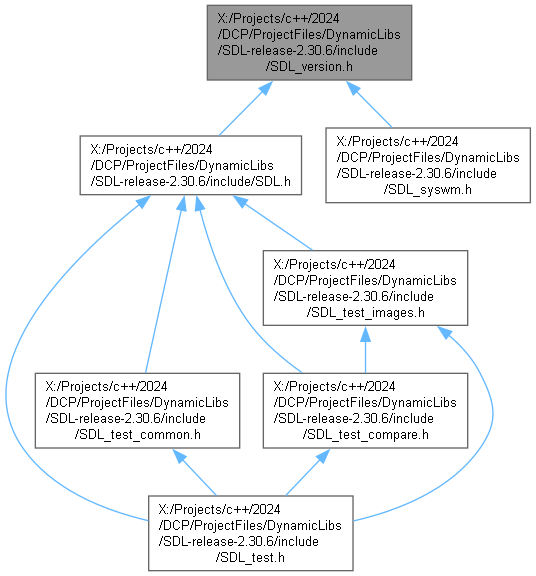 X:/Projects/c++/2024
/DCP/ProjectFiles/DynamicLibs
/SDL-release-2.30.6/include
/SDL_version.h
X:/Projects/c++/2024
/DCP/ProjectFiles/DynamicLibs
/SDL-release-2.30.6/include/SDL.h
X:/Projects/c++/2024
/DCP/ProjectFiles/DynamicLibs
/SDL-release-2.30.6/include
/SDL_syswm.h
X:/Projects/c++/2024
/DCP/ProjectFiles/DynamicLibs
/SDL-release-2.30.6/include
/SDL_test_images.h
X:/Projects/c++/2024
/DCP/ProjectFiles/DynamicLibs
/SDL-release-2.30.6/include
/SDL_test_common.h
X:/Projects/c++/2024
/DCP/ProjectFiles/DynamicLibs
/SDL-release-2.30.6/include
/SDL_test_compare.h
X:/Projects/c++/2024
/DCP/ProjectFiles/DynamicLibs
/SDL-release-2.30.6/include
/SDL_test.h